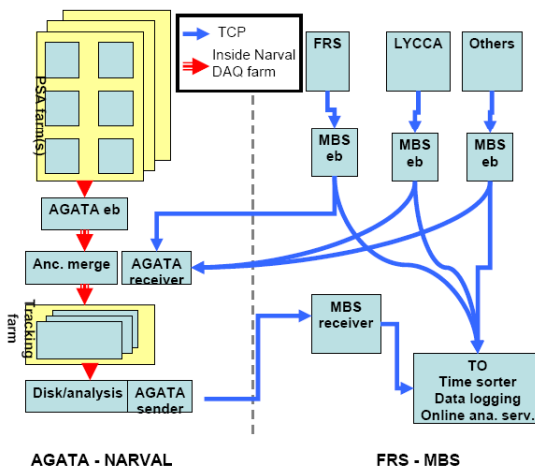 TCP
Inside Narval
DAQ farm
PSA farm(s)
AGATA eb
Anc. merge
AGATA
receiver
Tracking
farm
Disk/analysis
AGATA
sender
AGATA - NARVAL
FRS
LYCCA
Others
MBS
eb
MBS
eb
MBS
eb
MBS
receiver
TO
Time sorter
Data logging
Online ana. serv.
FRS - MBS